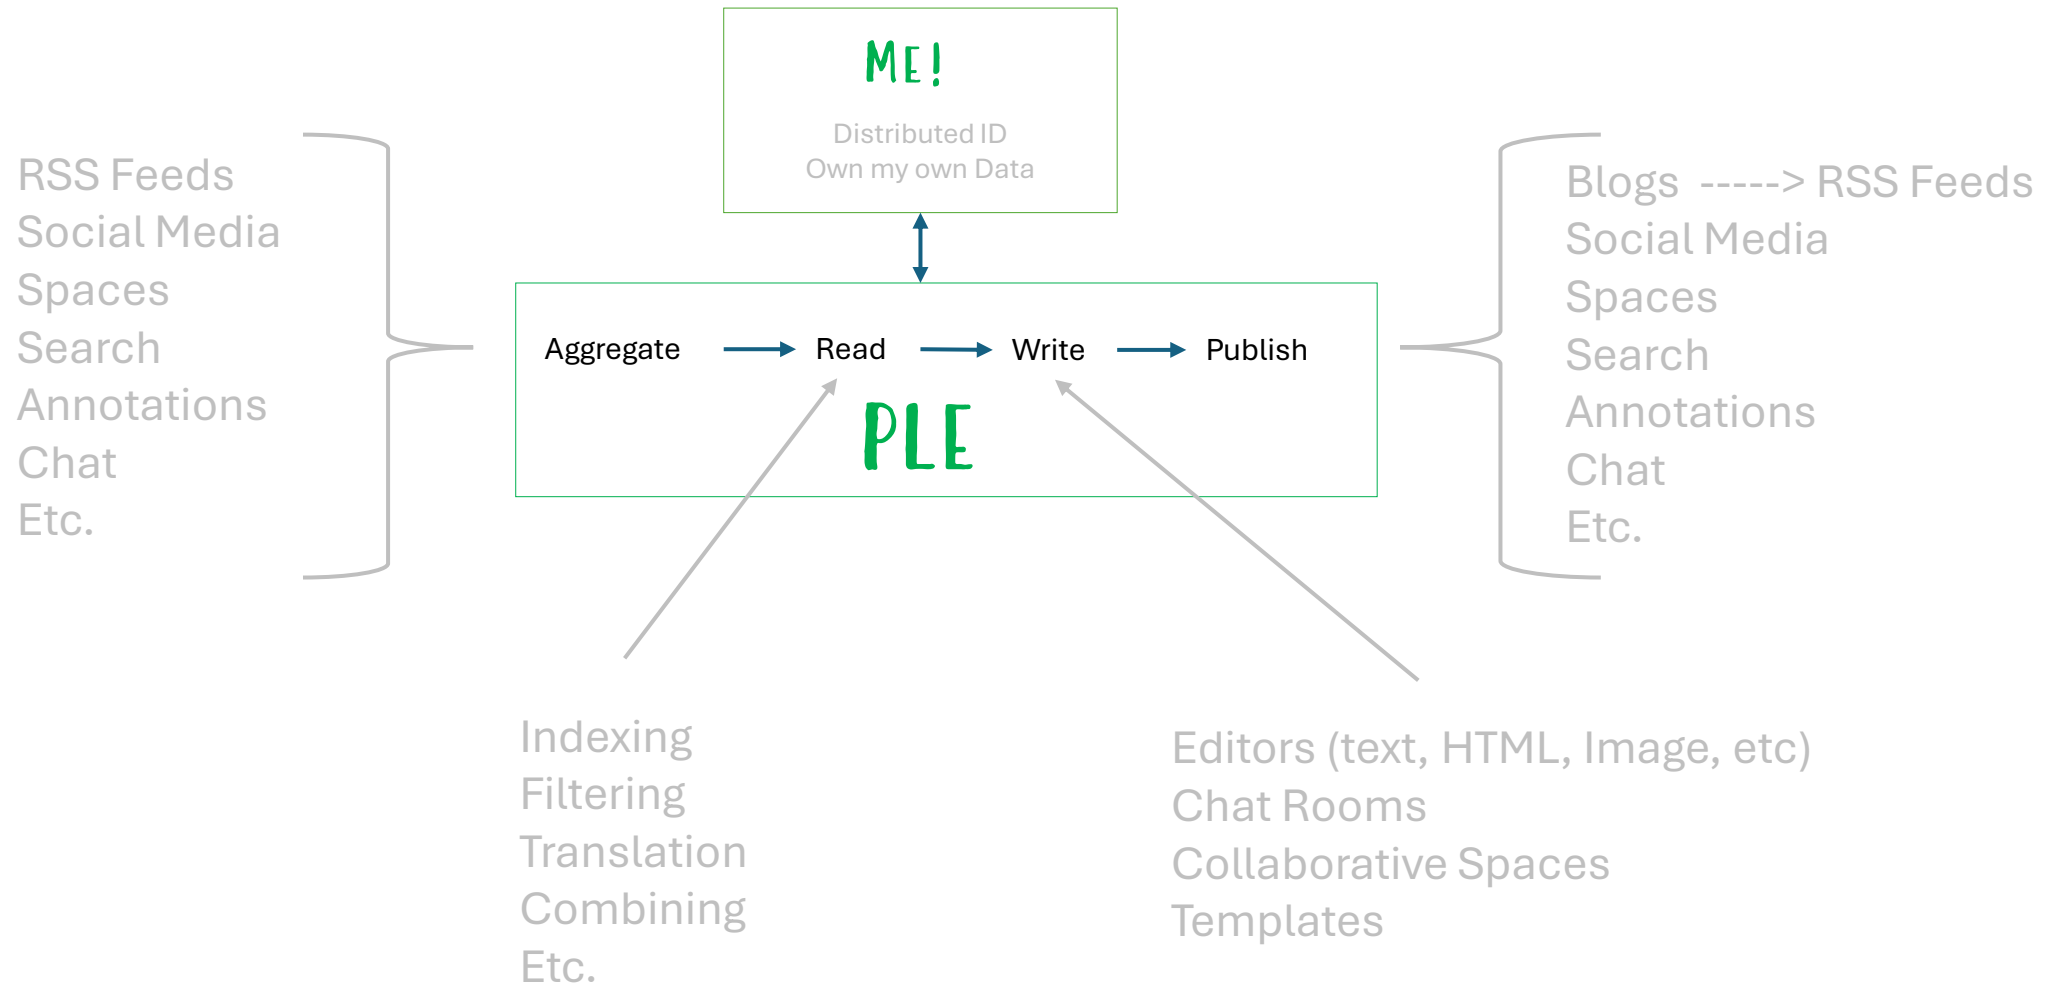 ME!
Distributed ID
Own my own Data
RSS Feeds
Social Media
Spaces
Search
Annotations
Chat
Etc.
Aggregate
Read
Write
Publish
PLE
Blogs -----> RSS Feeds
Social Media
Spaces
Search
Annotations
Chat
Etc.
Indexing
Filtering
Translation
Combining
Etc.
Editors (text, HTML, Image, etc)
Chat Rooms
Collaborative Spaces
Templates